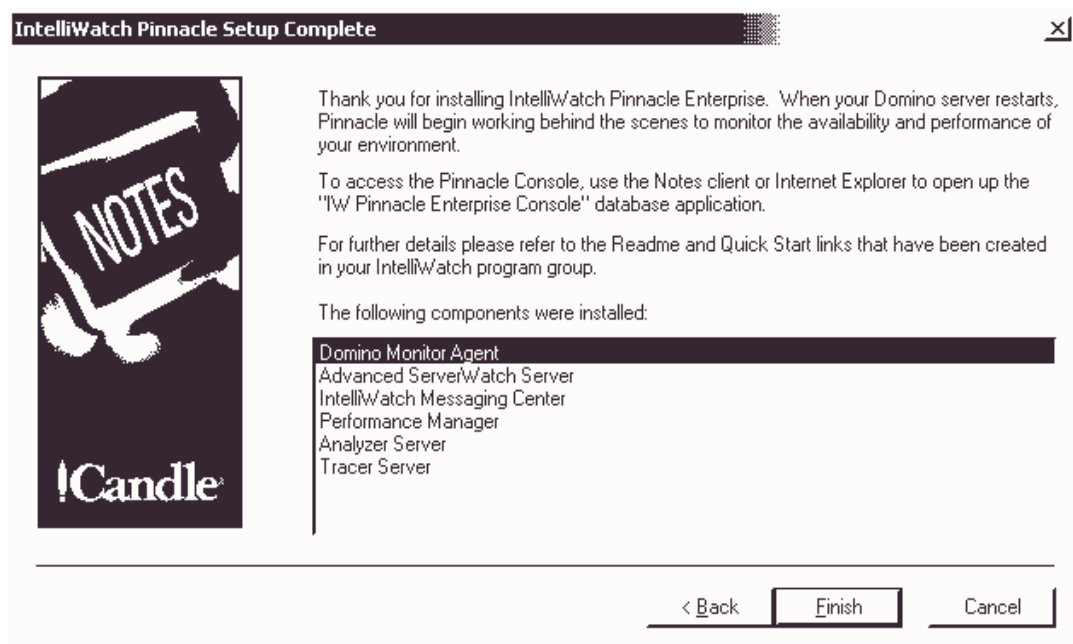 IntelliWatch Pinnacle Setup Complete
Thank you for installing IntelliWatch Pinnacle Enterprise.  When your Domino server restarts,
Pinnacle will begin working behind the scenes to monitor the availability and performance of
your environment.
To access the Pinnacle Console, use the Notes client or Internet Explorer to open up the
"IW Pinnacle Enterprise Console" database application.
For further details please refer to the Readme and Quick Start links that have been created
in your IntelliWatch program group.
The following components were installed:
NOTES
Domino Monitor Agent
Advanced ServerWatch Server
IntelliWatch Messaging Center
Performance Manager
Analyzer Server
Tracer Server
!Candle
< Back
Finish
Cancel